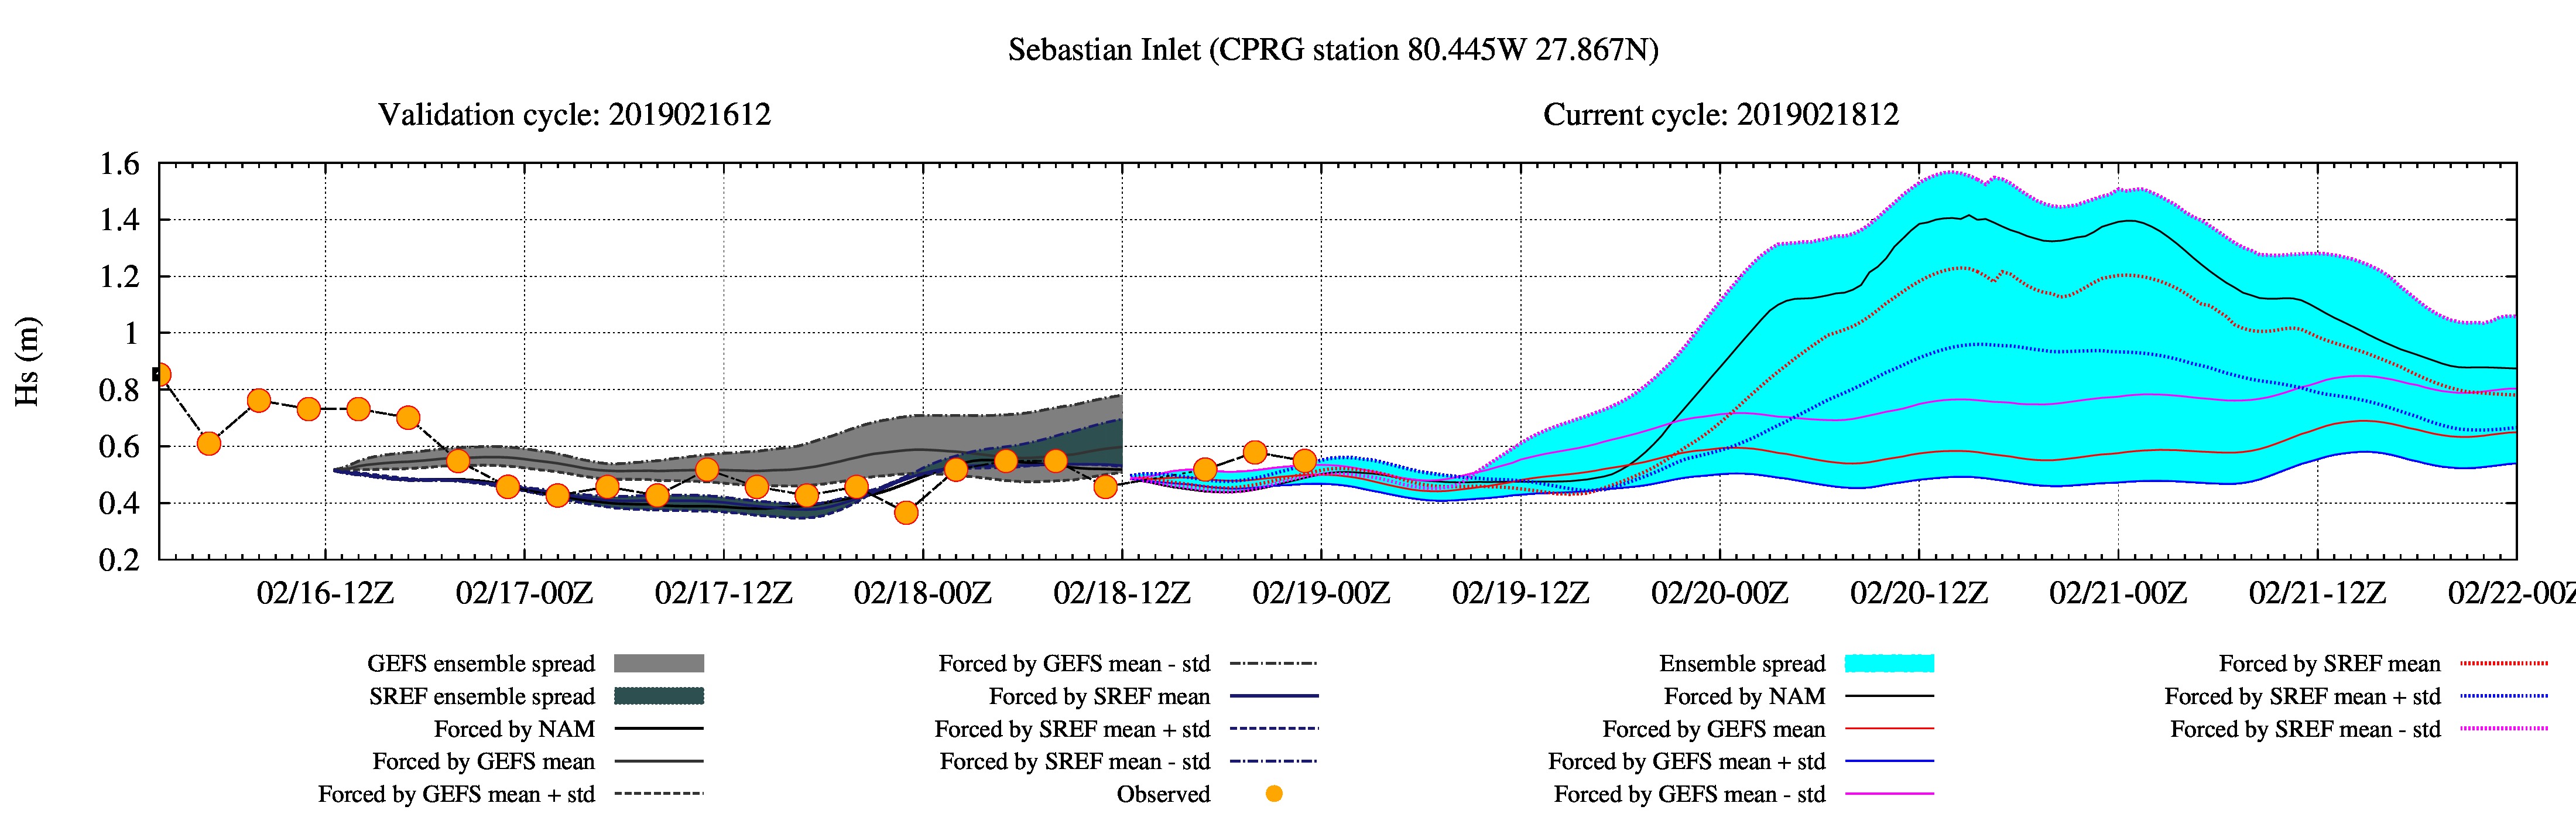 Sebastian Inlet (CPRG station 80.445W 27.867N)
Validation cycle: 2019021612
Current cycle: 2019021812
Hs (m)
1.6
1.4
1.2
1
0.8
0.6
0.4
0.2
02/16-12Z 02/17-00Z 02/17-12Z 02/18-00Z 02/18-12Z 02/19-00Z 02/19-12Z 02/20-00Z 02/20-12Z 02/21-00Z 02/21-12Z 02/22-00Z
GEFS ensemble spread
SREF ensemble spread
Forced by NAM
Forced by GEFS mean
Forced by GEFS mean + std
Forced by GEFS mean - std
Forced by SREF mean
Forced by SREF mean + std
Forced by SREF mean - std
Observed
Ensemble spread
Forced by NAM
Forced by GEFS mean
Forced by GEFS mean + std
Forced by GEFS mean - std
Forced by SREF mean
Forced by SREF mean + std
Forced by SREF mean - std